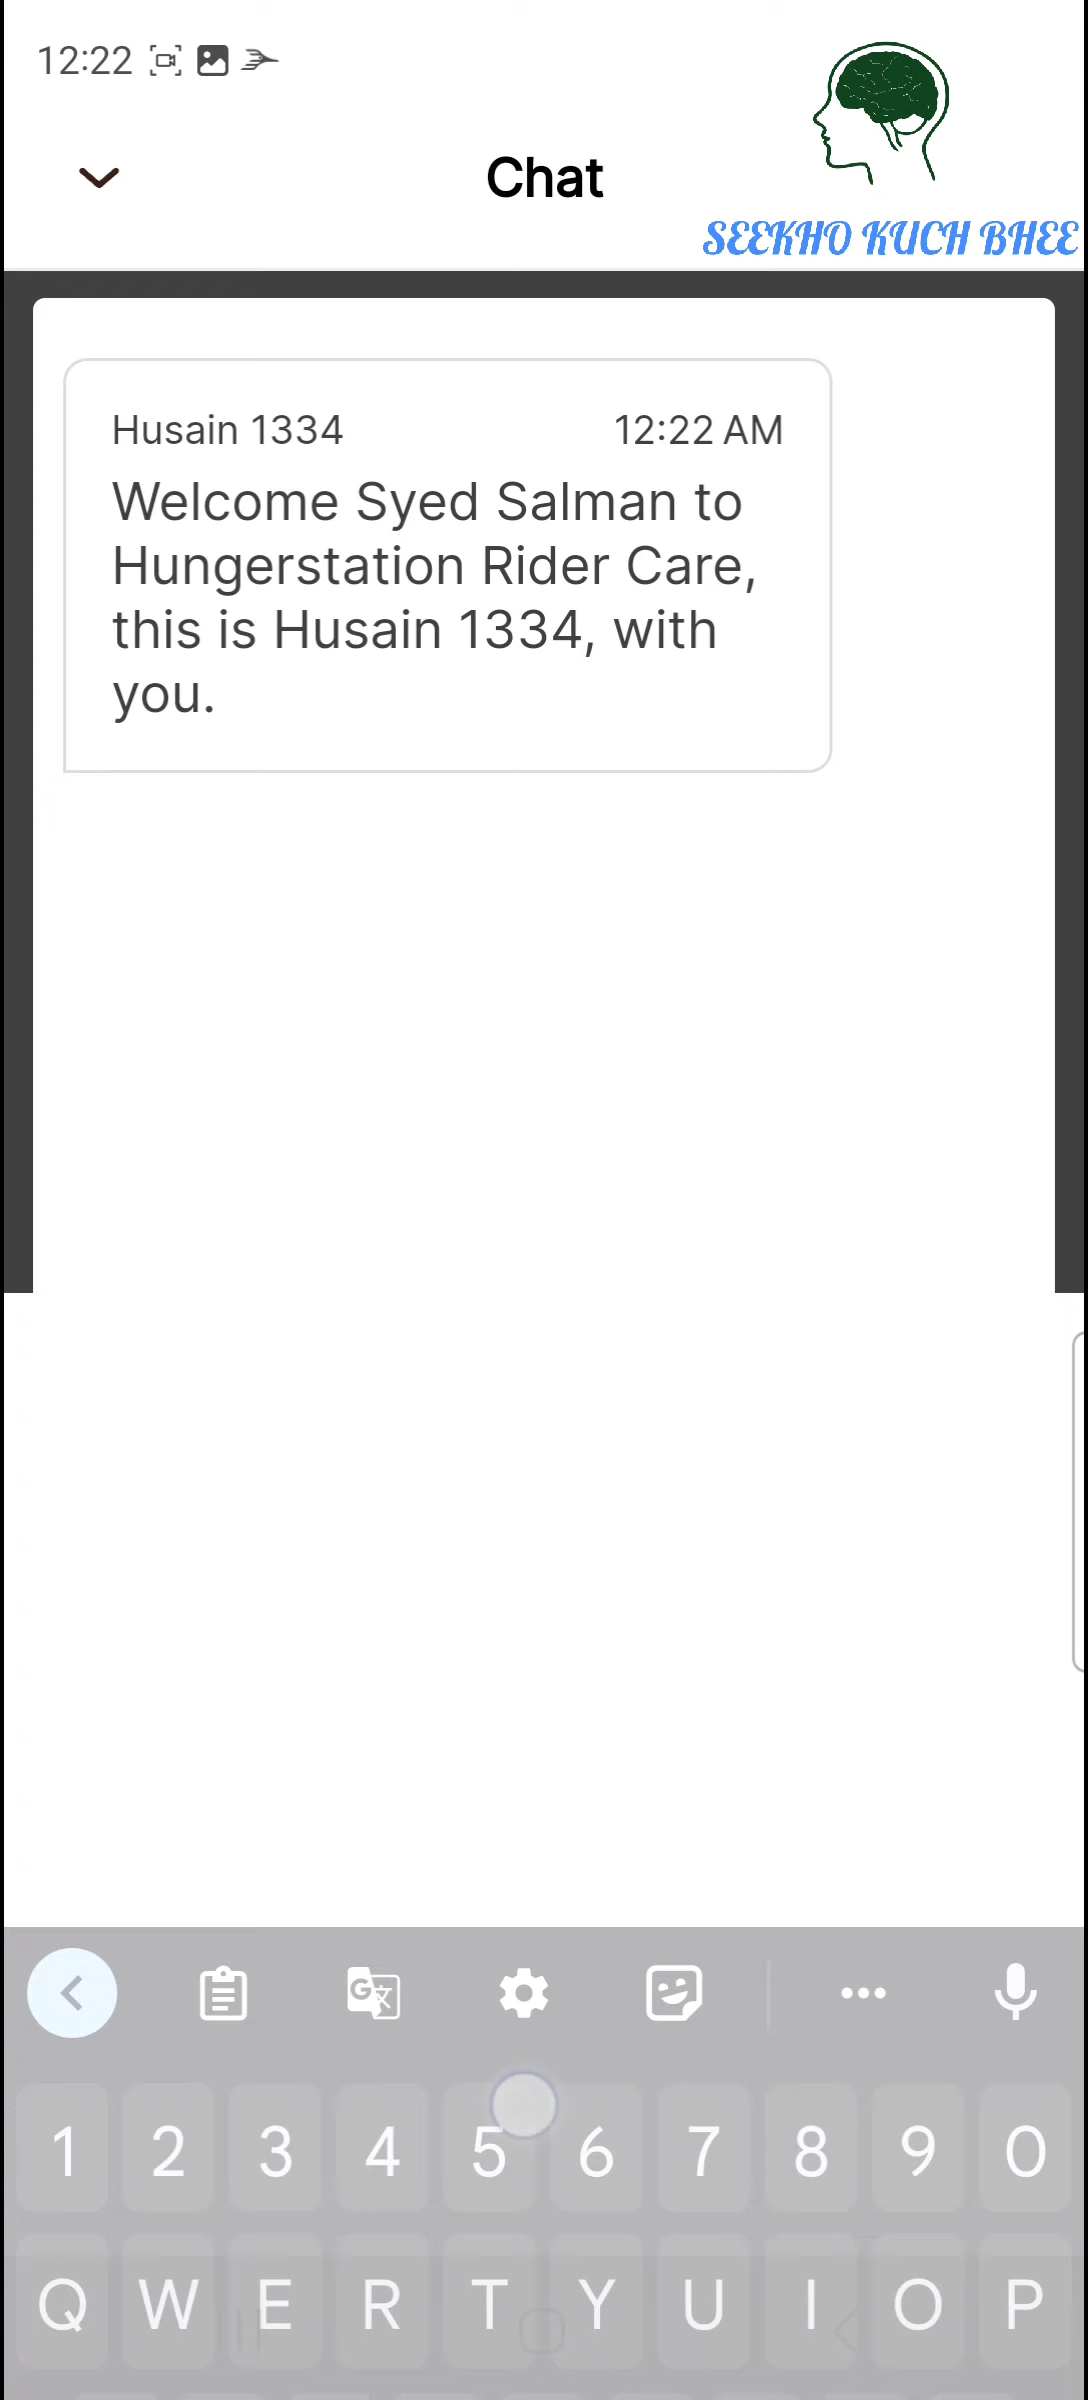 12:22
Chat
SEEKHO KUCH BHEE
Husain 1334 12:22 AM
Welcome Syed Salman to
Hungerstation Rider Care,
this is Husain 1334, with
you.
1 2 3 4 5 6 7 8 9 0
Q W E R T Y U I O P